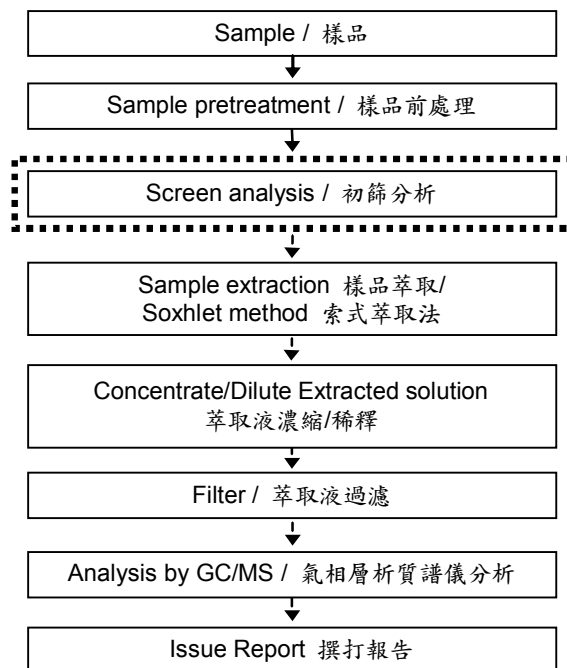 Sample / 樣品
Sample pretreatment / 樣品前處理
Screen analysis / 初篩分析
Sample extraction 樣品萃取/
Soxhlet method 索式萃取法
Concentrate/Dilute Extracted solution
萃取液濃縮/稀釋
Filter / 萃取液過濾
Analysis by GC/MS / 氣相層析質譜儀分析
Issue Report 撰打報告